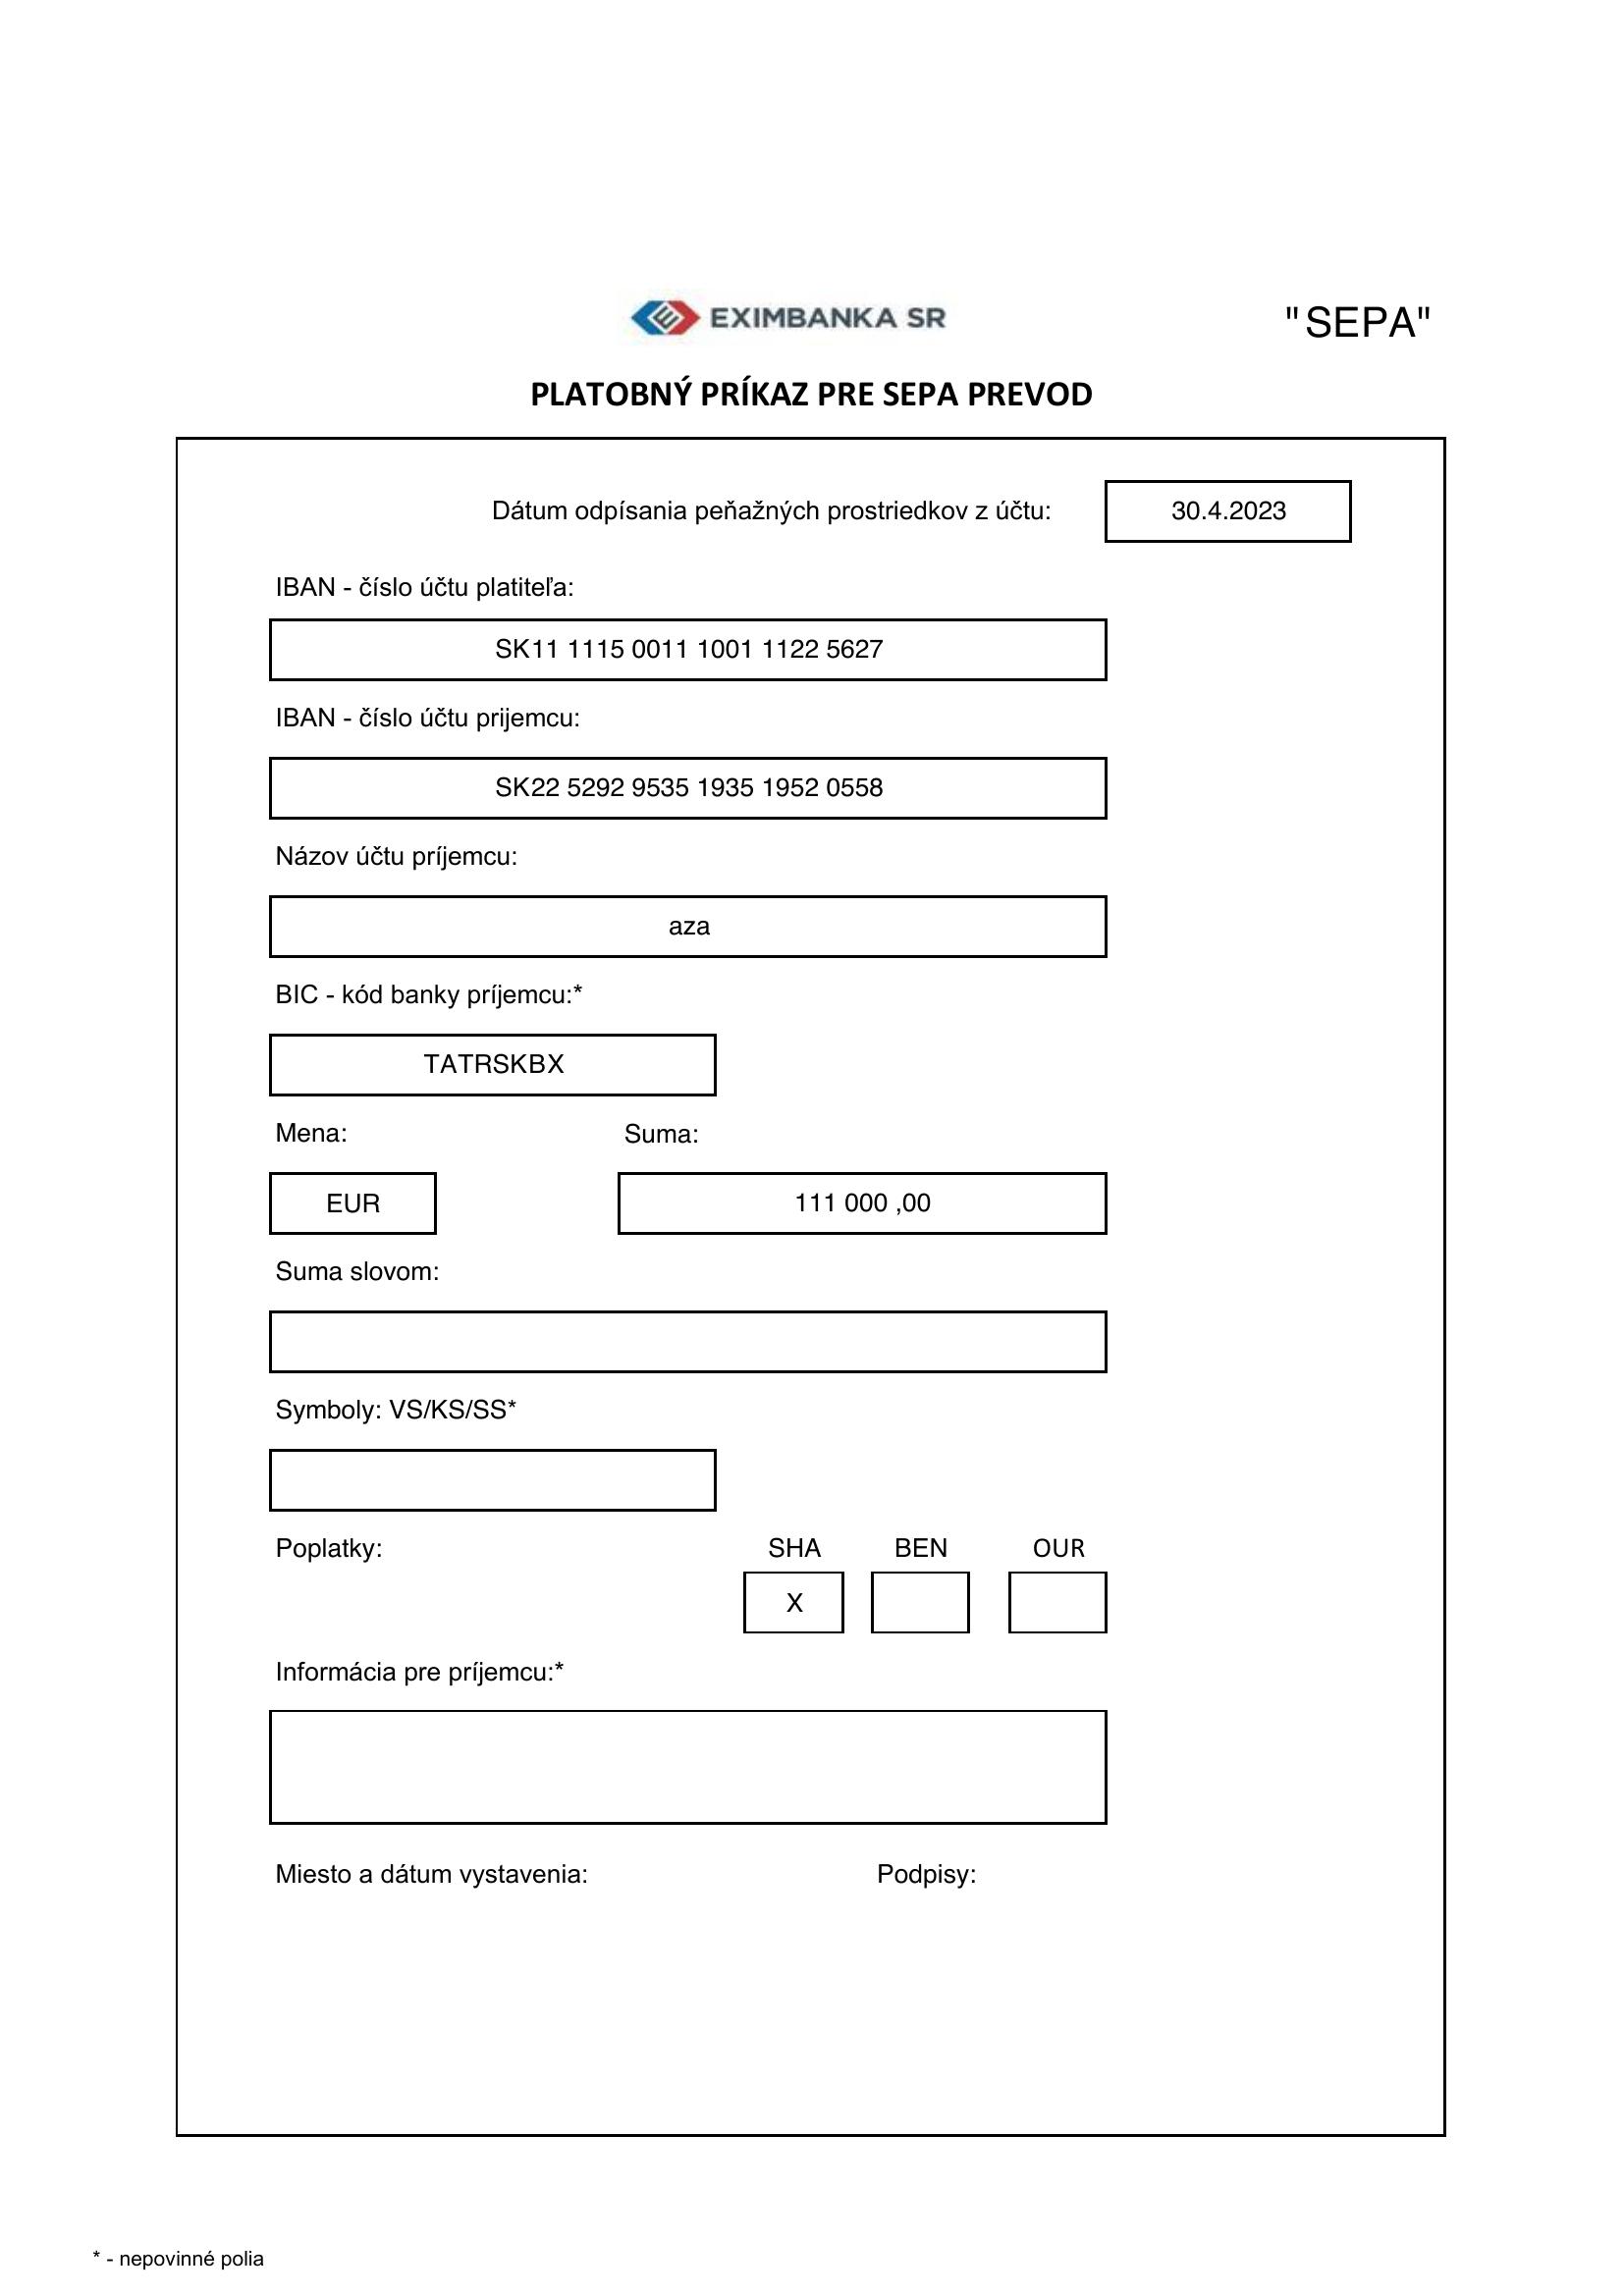 EXIMBANKA SR
"SEPA"
PLATOBNÝ PRÍKAZ PRE SEPA PREVOD
Dátum odpísania peňažných prostriedkov z účtu: 30.4.2023
IBAN - číslo účtu platiteľa:
SK11 1115 0011 1001 1122 5627
IBAN - číslo účtu prijemcu:
SK22 5292 9535 1935 1952 0558
Názov účtu príjemcu:
aza
BIC - kód banky príjemcu:*
TATRSKBX
Mena: Suma:
EUR 111 000 ,00
Suma slovom:
Symboly: VS/KS/SS*
Poplatky: SHA BEN OUR
X
Informácia pre príjemcu:*
Miesto a dátum vystavenia: Podpisy:
* - nepovinné polia